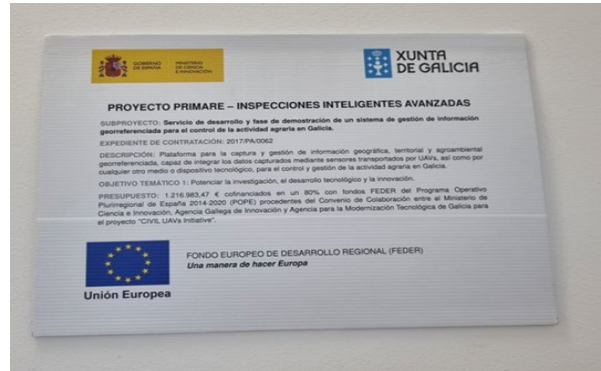 GOBIERNO DE ESPAÑA
MINISTERIO DE CIENCIA E INNOVACIÓN
XUNTA DE GALICIA
PROYECTO PRIMARE – INSPECCIONES INTELIGENTES AVANZADAS
SUBPROYECTO: Servicio de desarrollo y fase de demostración de un sistema de gestión de información
georreferenciada para el control de la actividad agraria en Galicia.
EXPEDIENTE DE CONTRATACIÓN: 2017/PA/0062
DESCRIPCIÓN: Plataforma para la captura y gestión de información geográfica, territorial y agroambiental
georreferenciada, capaz de integrar los datos capturados mediante sensores transportados por UAVs, así como por
cualquier otro medio o dispositivo tecnológico, para el control y gestión de la actividad agraria en Galicia.
OBJETIVO TEMÁTICO 1: Potenciar la investigación, el desarrollo tecnológico y la innovación.
PRESUPUESTO: 1.216.983,47 € cofinanciados en un 80% con fondos FEDER del Programa Operativo
Plurirregional de España 2014-2020 (POPE) procedentes del Convenio de Colaboración entre el Ministerio de
Ciencia e Innovación, Agencia Gallega de Innovación y Agencia para la Modernización Tecnológica de Galicia para
el proyecto "CIVIL UAVs Initiative".
FONDO EUROPEO DE DESARROLLO REGIONAL (FEDER)
Una manera de hacer Europa
Unión Europea